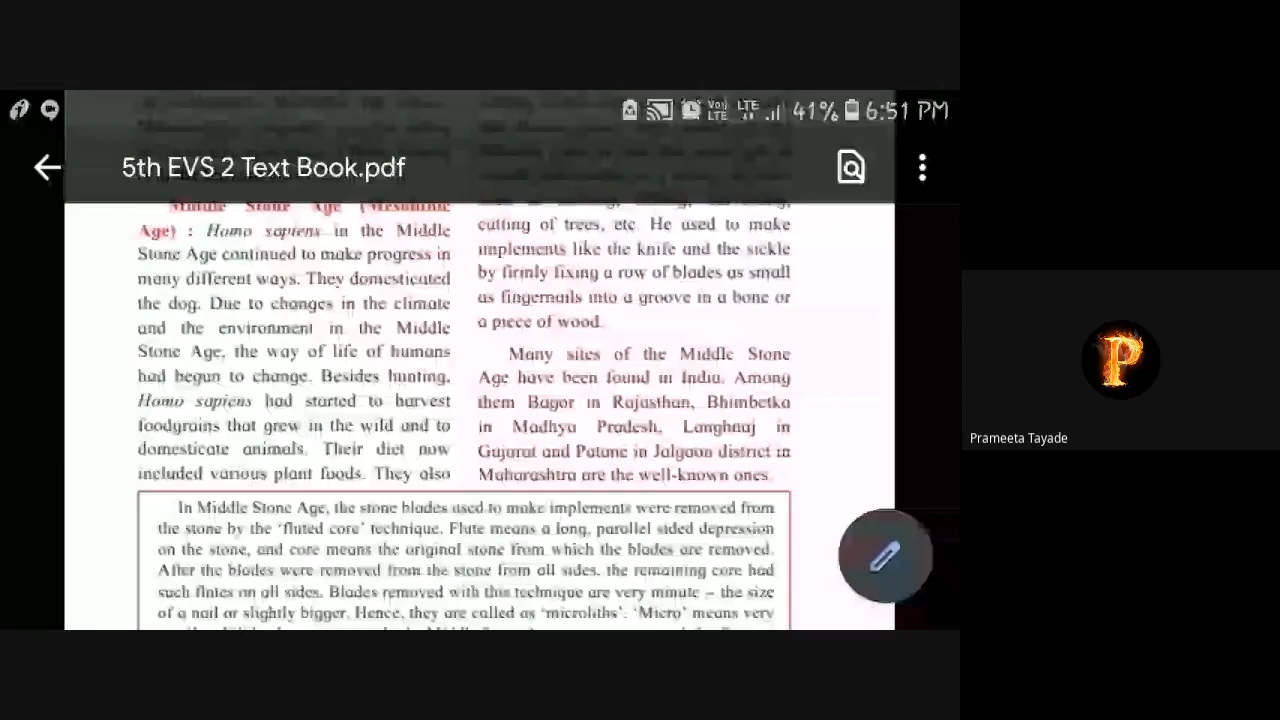 Voy LTE LTE 41% 6:51 PM
5th EVS 2 Text Book.pdf
Middle Stone Age (Mesolithic
Age) : Homo sapiens in the Middle
Stone Age continued to make progress in
many different ways. They domesticated
the dog. Due to changes in the climate
and the environment in the Middle
Stone Age, the way of life of humans
had begun to change. Besides hunting,
Homo sapiens had started to harvest
foodgrains that grew in the wild and to
domesticate animals. Their diet now
included various plant foods. They also
cutting of trees, etc. He used to make
implements like the knife and the sickle
by firmly fixing a row of blades as small
as fingernails into a groove in a bone or
a piece of wood.
Many sites of the Middle Stone
Age have been found in India. Among
them Bagor in Rajasthan, Bhimbetka
in Madhya Pradesh, Langhnaj in
Gujarat and Patane in Jalgaon district in
Maharashtra are the well-known ones.
In Middle Stone Age, the stone blades used to make implements were removed from
the stone by the ‘fluted core’ technique. Flute means a long, parallel sided depression
on the stone, and core means the original stone from which the blades are removed.
After the blades were removed from the stone from all sides, the remaining core had
such flutes on all sides. Blades removed with this technique are very minute – the size
of a nail or slightly bigger. Hence, they are called as ‘microliths’. ‘Micro’ means very
P
Prameeta Tayade